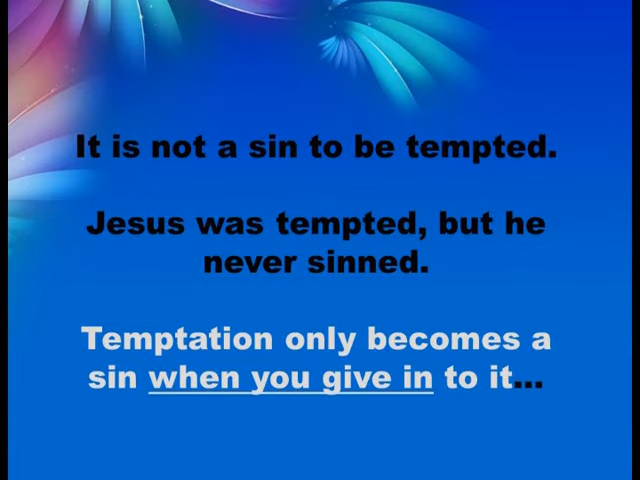 It is not a sin to be tempted.
Jesus was tempted, but he
never sinned.
Temptation only becomes a
sin when you give in to it...